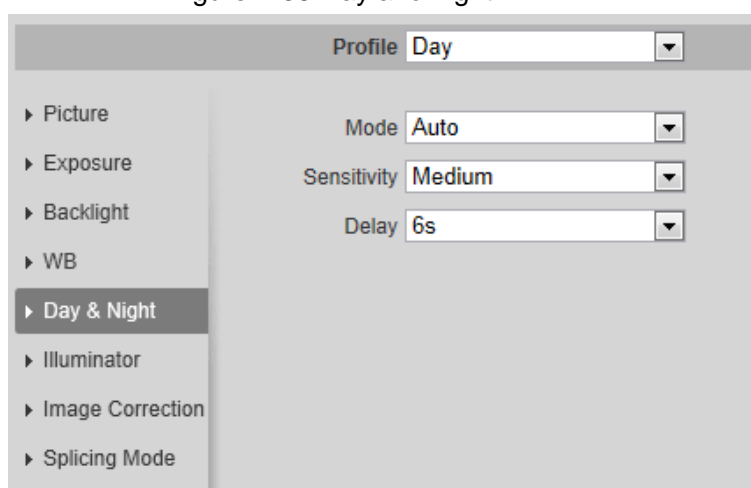 Profile Day
Picture
Mode Auto
Exposure
Sensitivity Medium
Backlight
Delay 6s
WB
Day & Night
Illuminator
Image Correction
Splicing Mode